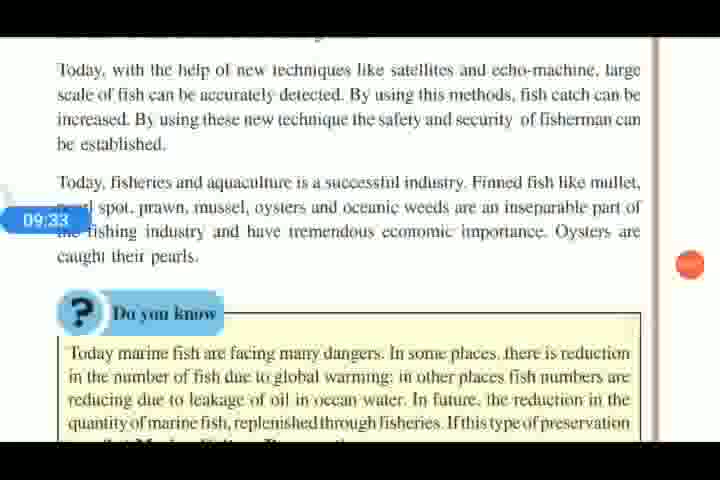 Today, with the help of new techniques like satellites and echo-machine, large
scale of fish can be accurately detected. By using this methods, fish catch can be
increased. By using these new technique the safety and security of fisherman can
be established.
Today, fisheries and aquaculture is a successful industry. Finned fish like mullet,
spot, prawn, mussel, oysters and oceanic weeds are an inseparable part of
09:33
the fishing industry and have tremendous economic importance. Oysters are
caught their pearls.
? Do you know
Today marine fish are facing many dangers. In some places, there is reduction
in the number of fish due to global warming; in other places fish numbers are
reducing due to leakage of oil in ocean water. In future, the reduction in the
quantity of marine fish, replenished through fisheries. If this type of preservation